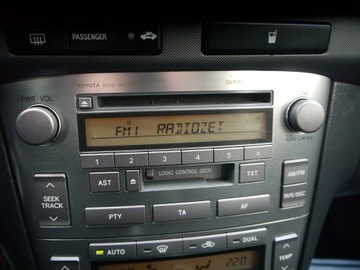 PASSENGER
TOYOTA
PWR·VOL
ST
FM1 RADIOZET
1 2 3 4 5 6
AST
LOGIC CONTROL DECK
TXT
AM/FM
SEEK
TRACK
TAPE/DISC
PTY
TA
AF
AUTO
DUAL
TEMP
22.0